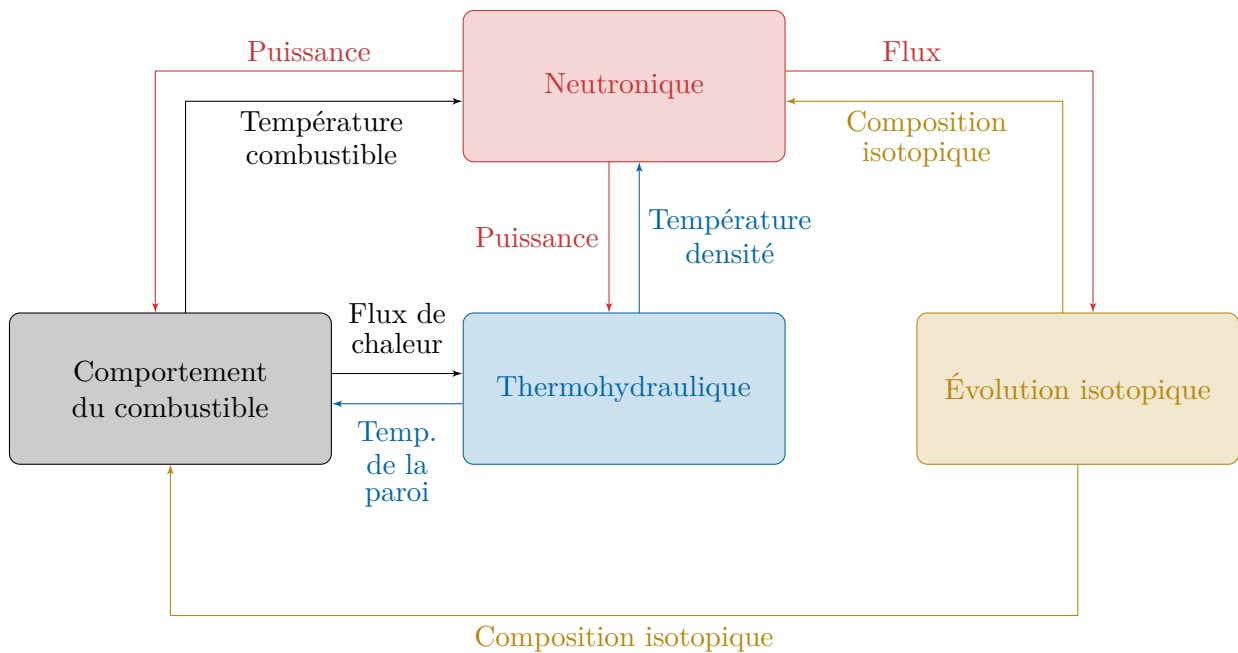 Puissance
Neutronique
Flux
Température
combustible
Composition
isotopique
Puissance
Température
densité
Flux de
chaleur
Comportement
du combustible
Thermohydraulique
Évolution isotopique
Temp.
de la
paroi
Composition isotopique